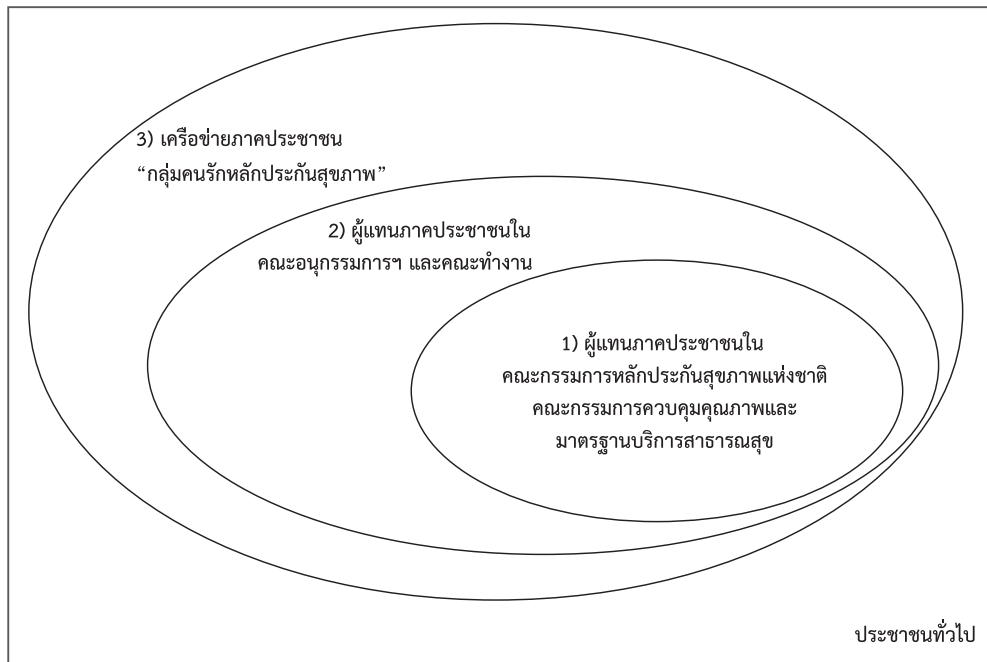 3) เครือข่ายภาคประชาชน
“กลุ่มคนรักหลักประกันสุขภาพ”
2) ผู้แทนภาคประชาชนใน
คณะอนุกรรมการฯ และคณะทำงาน
1) ผู้แทนภาคประชาชนใน
คณะกรรมการหลักประกันสุขภาพแห่งชาติ
คณะกรรมการควบคุมคุณภาพและ
มาตรฐานบริการสาธารณสุข
ประชาชนทั่วไป